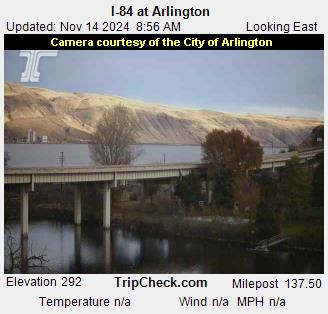 I-84 at Arlington
Updated: Nov 14 2024 8:56 AM Looking East
Camera courtesy of the City of Arlington
Elevation 292 TripCheck.com Milepost 137.50
Temperature n/a Wind n/a MPH n/a